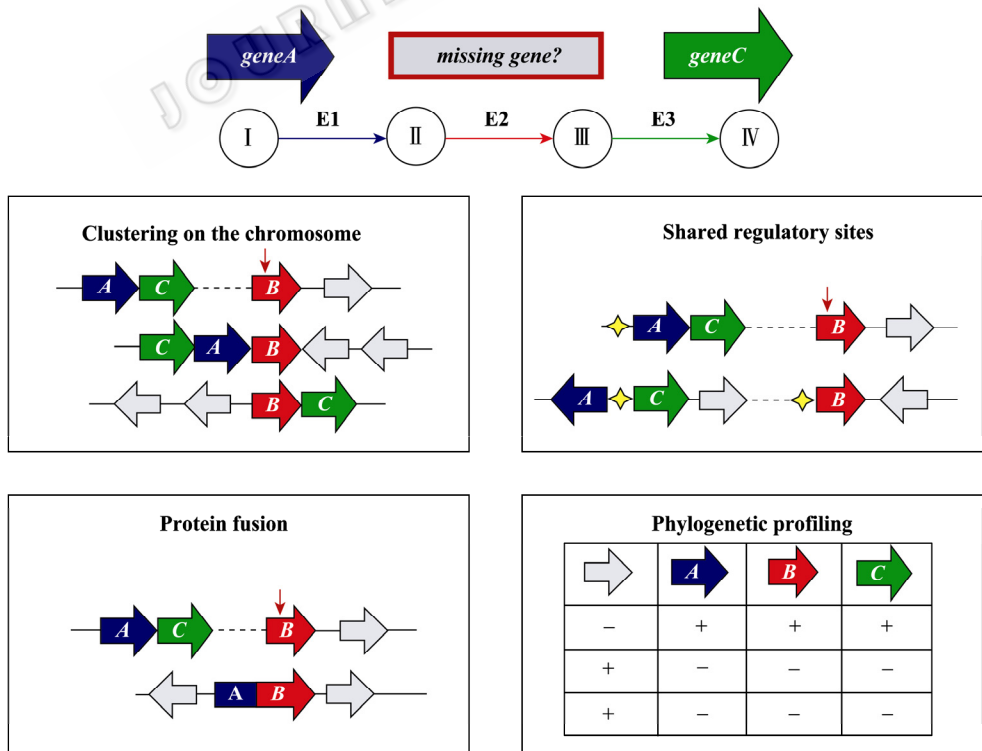 JOURN
geneA missing gene? geneC
E1 E2 E3
Ⅰ Ⅱ Ⅲ Ⅳ
Clustering on the chromosome
A C B
C A B
B C
Shared regulatory sites
A C B
A C B
Protein fusion
A C B
A B
Phylogenetic profiling
A B C
− + + +
+ − − −
+ − − −